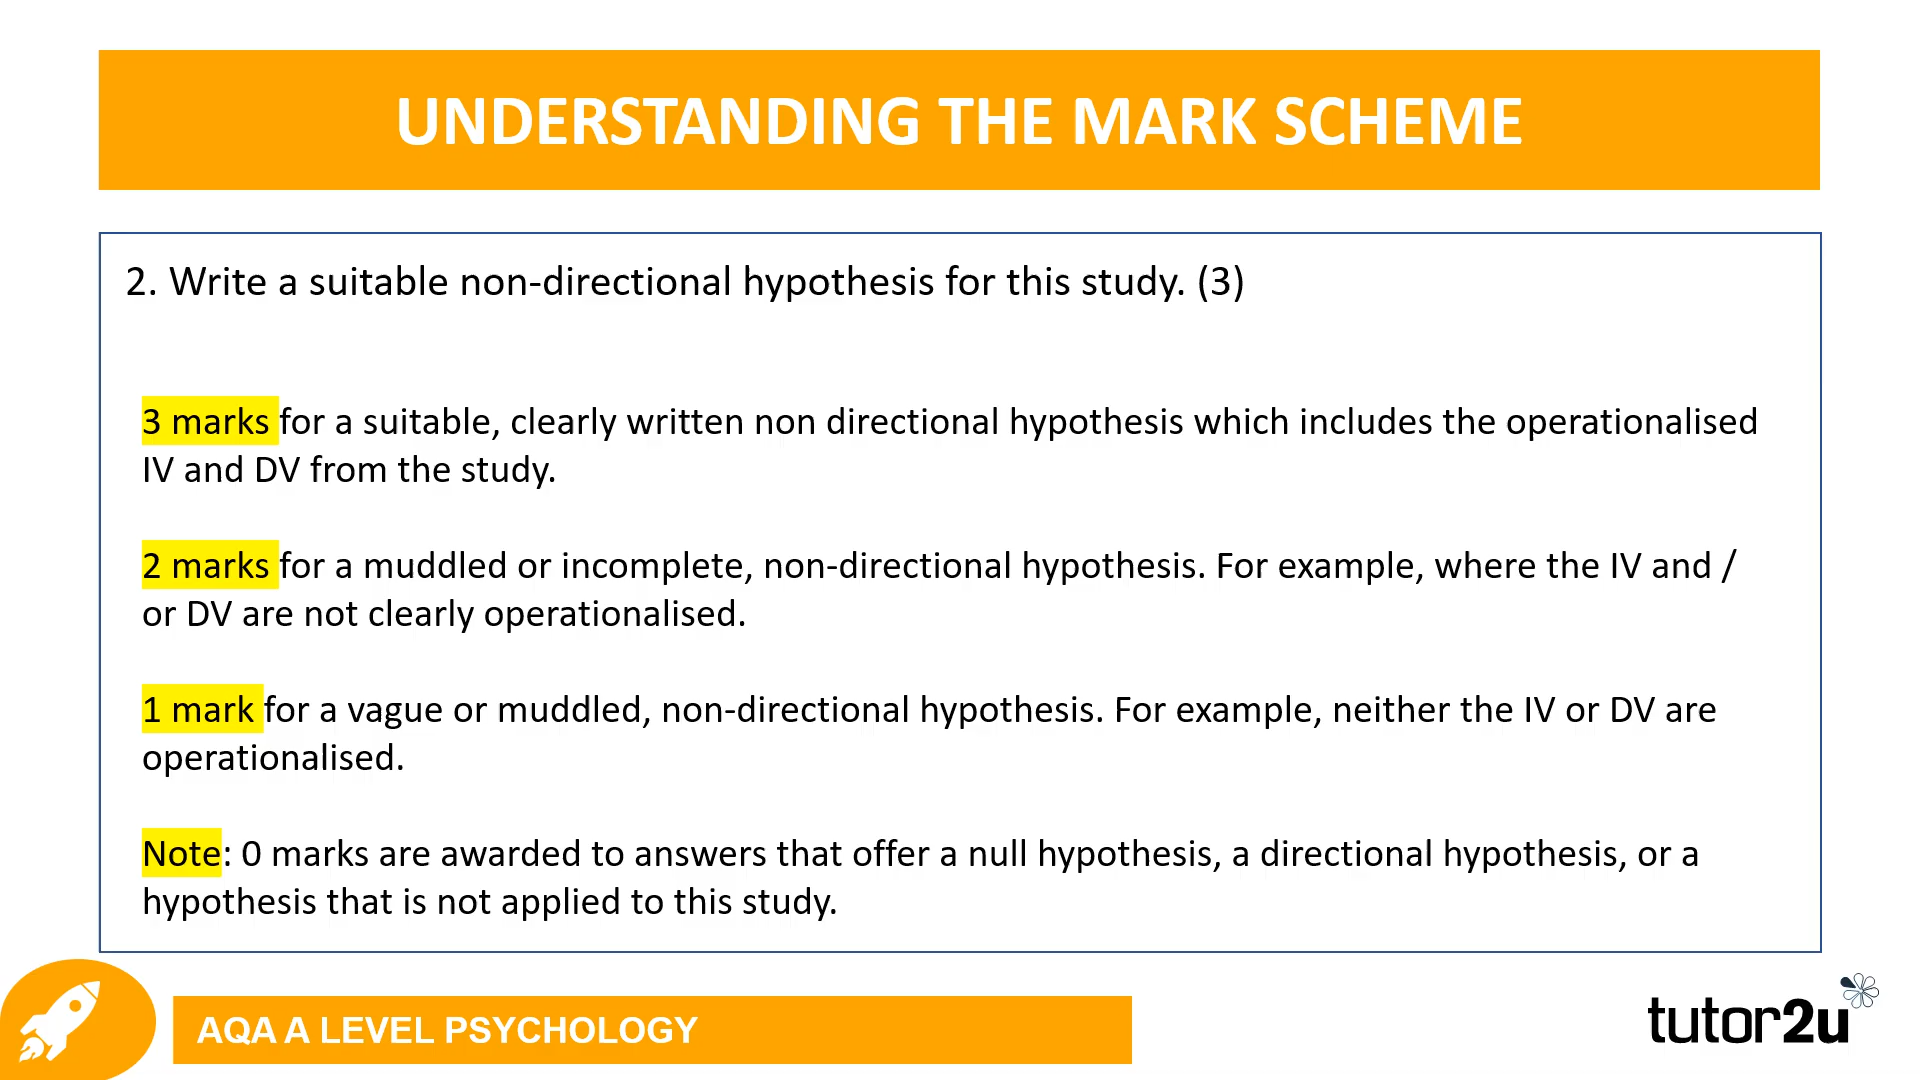 UNDERSTANDING THE MARK SCHEME
2. Write a suitable non-directional hypothesis for this study. (3)
3 marks for a suitable, clearly written non directional hypothesis which includes the operationalised
IV and DV from the study.
2 marks for a muddled or incomplete, non-directional hypothesis. For example, where the IV and /
or DV are not clearly operationalised.
1 mark for a vague or muddled, non-directional hypothesis. For example, neither the IV or DV are
operationalised.
Note: 0 marks are awarded to answers that offer a null hypothesis, a directional hypothesis, or a
hypothesis that is not applied to this study.
AQA A LEVEL PSYCHOLOGY
tutor2u